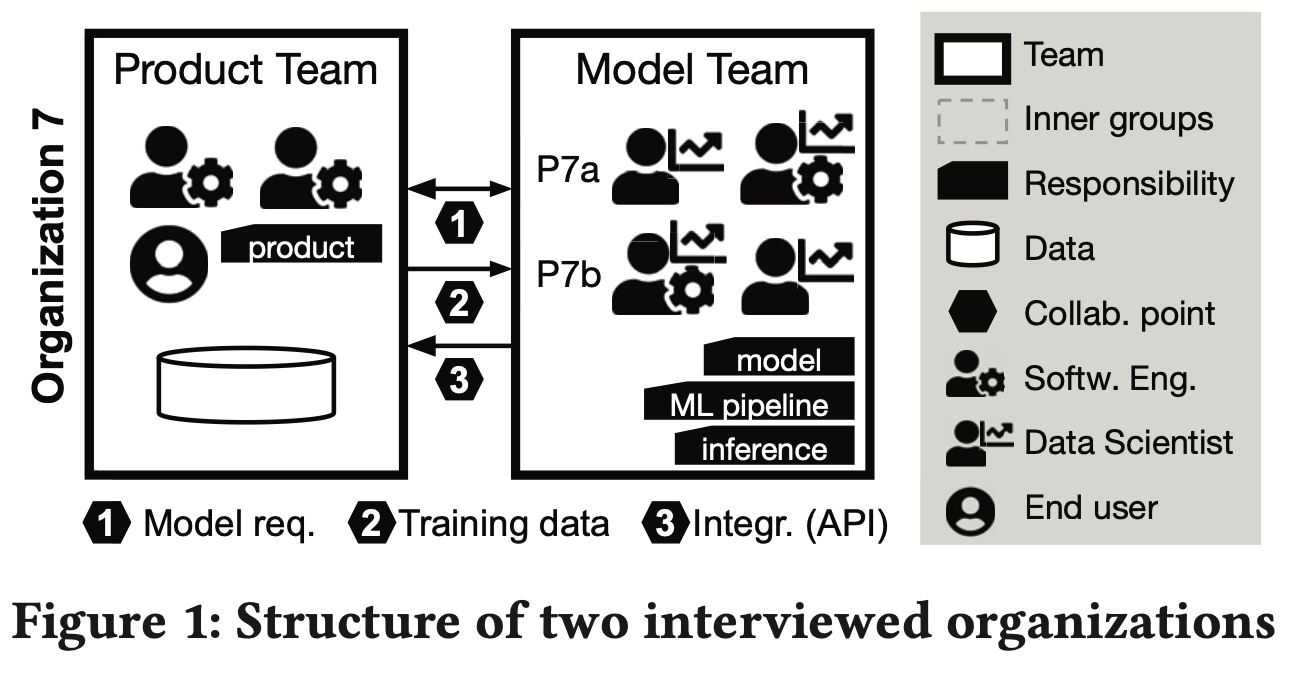 Organization 7
Product Team
product
Model Team
P7a
P7b
model
ML pipeline
inference
1
2
3
1 Model req. 2 Training data 3 Integr. (API)
Team
Inner groups
Responsibility
Data
Collab. point
Softw. Eng.
Data Scientist
End user
Figure 1: Structure of two interviewed organizations